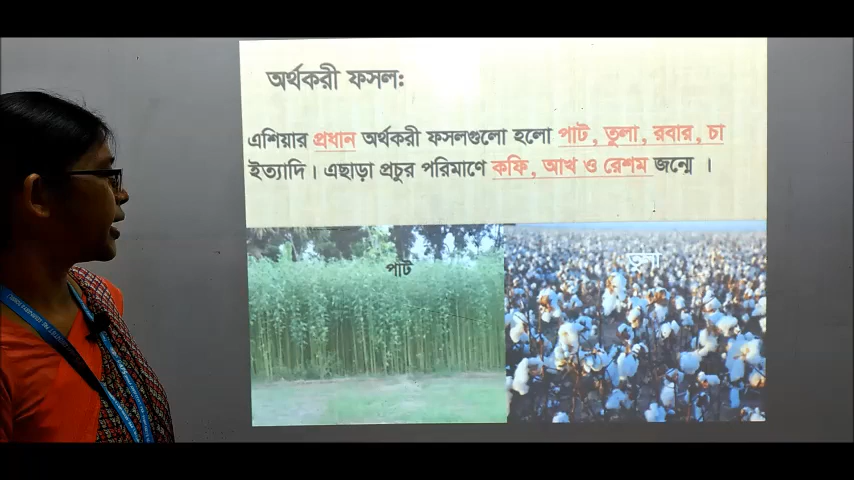 অর্থকরী ফসল:
এশিয়ার প্রধান অর্থকরী ফসলগুলো হলো পাট, তুলা, রবার, চা
ইত্যাদি। এছাড়া প্রচুর পরিমাণে কফি, আখ ও রেশম জন্মে ।
পাট
তুলা